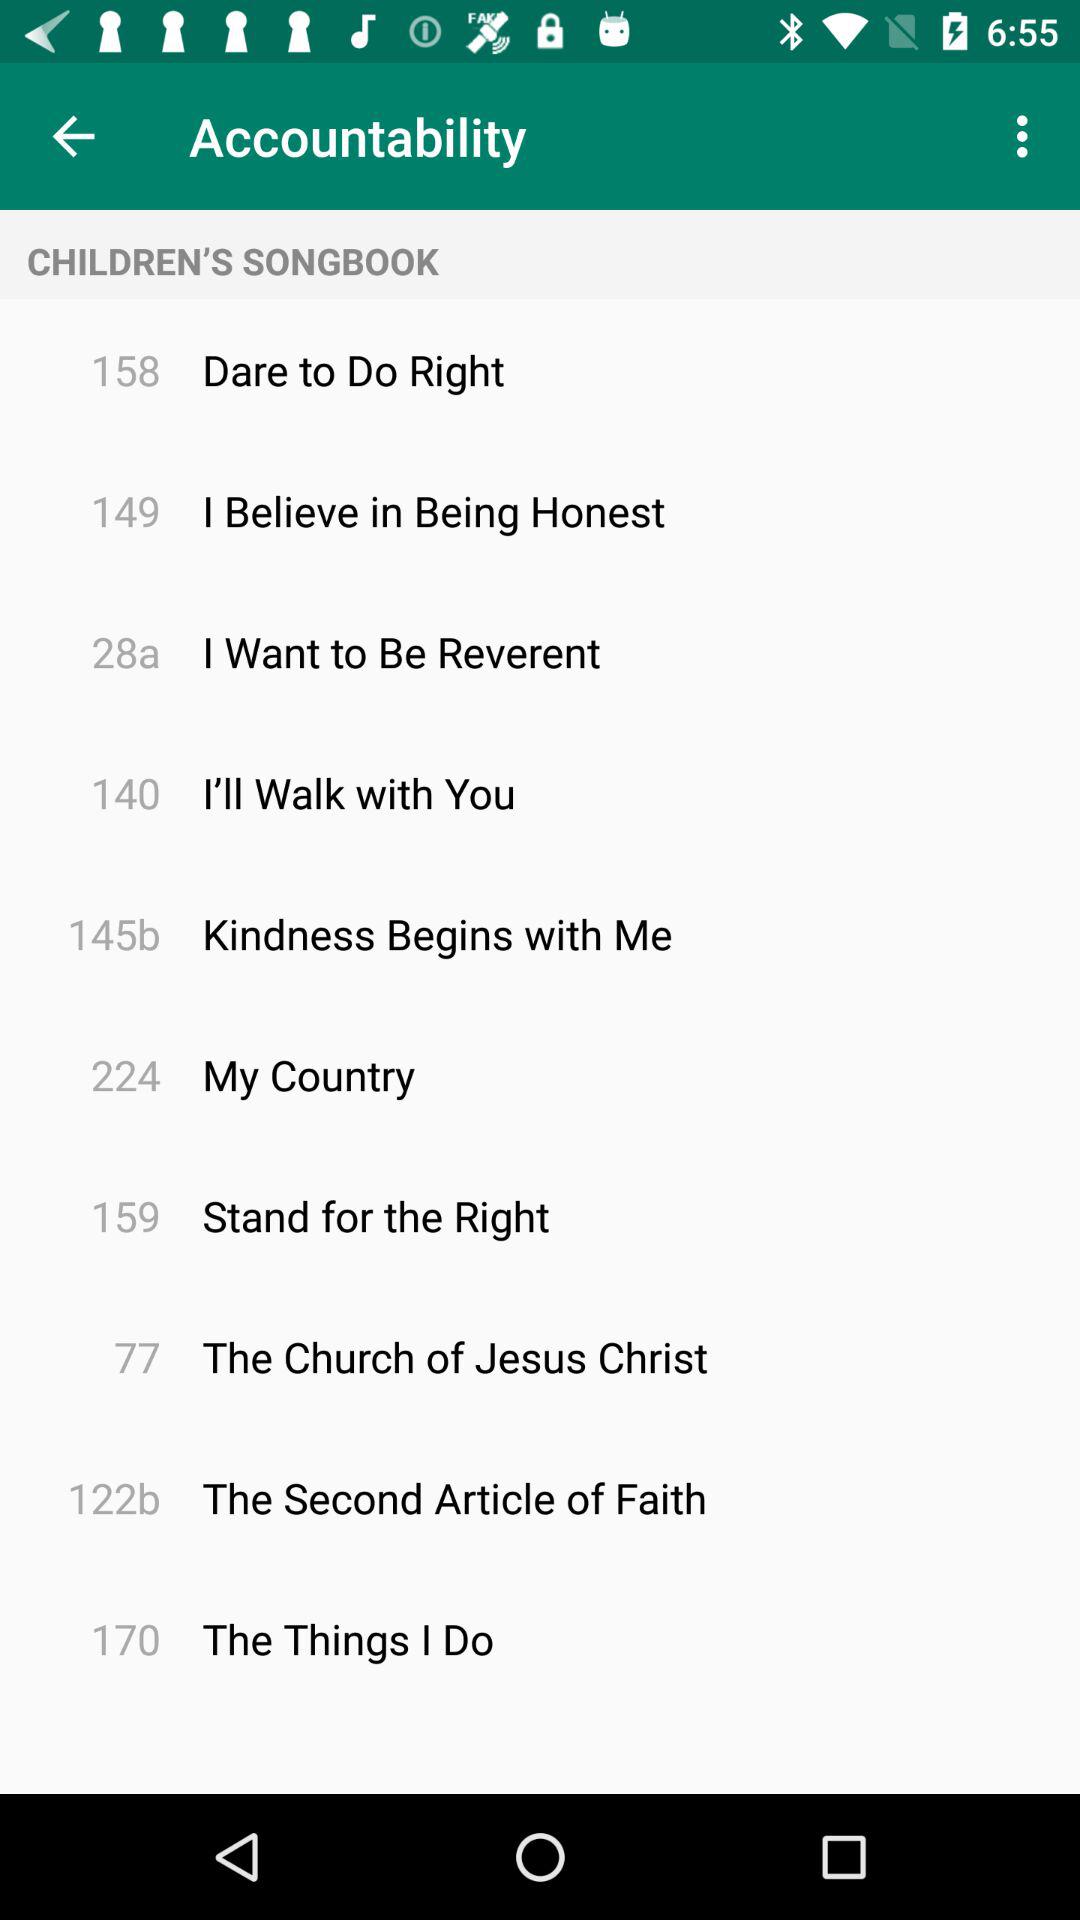 FAKE
6:55
Accountability
CHILDREN’S SONGBOOK
158 Dare to Do Right
149 I Believe in Being Honest
28a I Want to Be Reverent
140 I’ll Walk with You
145b Kindness Begins with Me
224 My Country
159 Stand for the Right
77 The Church of Jesus Christ
122b The Second Article of Faith
170 The Things I Do